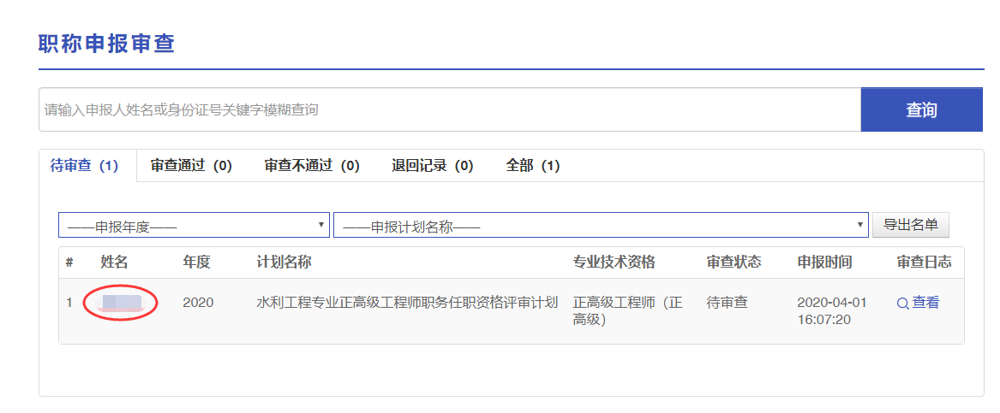 职称申报审查
请输入申报人姓名或身份证号关键字模糊查询 查询
待审查（1） 审查通过（0） 审查不通过（0） 退回记录（0） 全部（1）
——申报年度—— ——申报计划名称—— 导出名单
# 姓名 年度 计划名称 专业技术资格 审查状态 申报时间 审查日志
1 2020 水利工程专业正高级工程师职务任职资格评审计划 正高级工程师（正 待审查 2020-04-01 查看
高级） 16:07:20